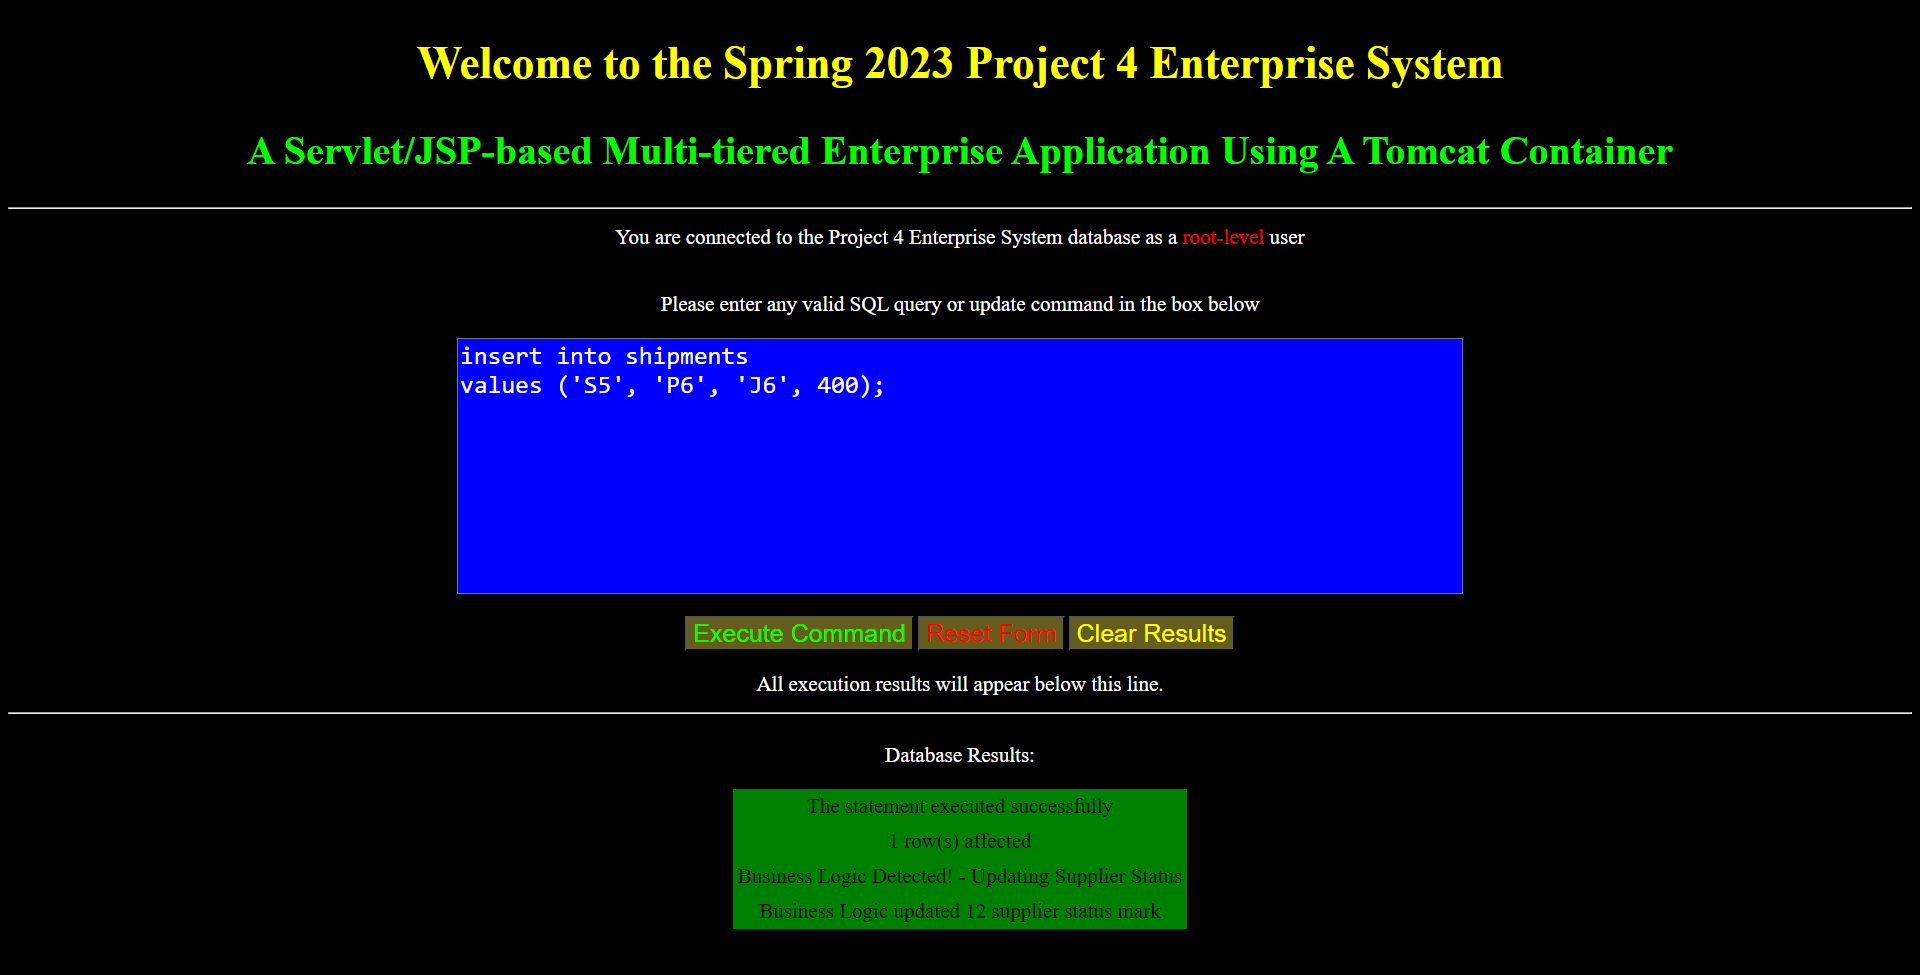 Welcome to the Spring 2023 Project 4 Enterprise System
A Servlet/JSP-based Multi-tiered Enterprise Application Using A Tomcat Container
You are connected to the Project 4 Enterprise System database as a root-level user
Please enter any valid SQL query or update command in the box below
insert into shipments
values ('S5', 'P6', 'J6', 400);
Execute Command Reset Form Clear Results
All execution results will appear below this line.
Database Results:
The statement executed successfully
1 row(s) affected
Business Logic Detected! - Updating Supplier Status
Business Logic updated 12 supplier status mark